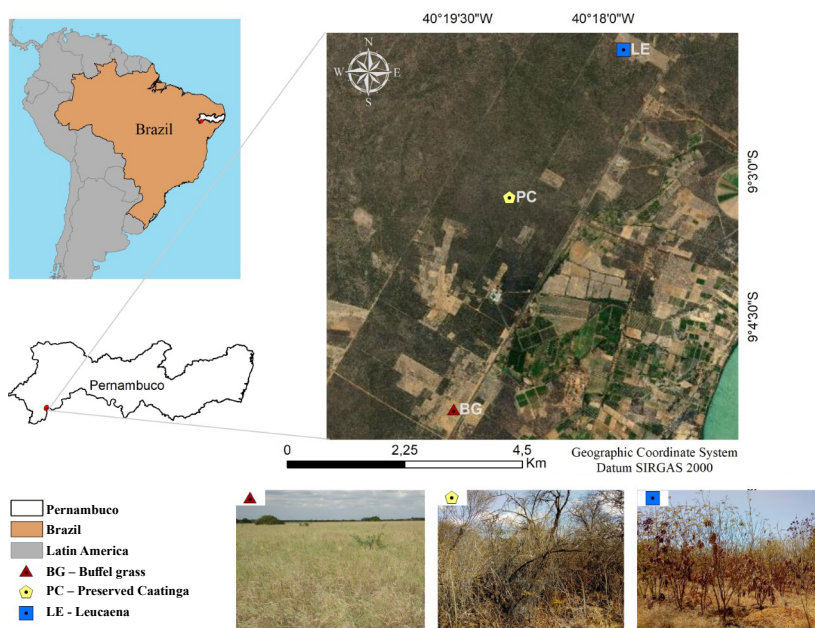 40°19'30"W 40°18'0"W
LE
N
W E
S
Brazil
9°3'0"S
PC
9°4'30"S
Pernambuco
BG
0 2,25 4,5
Km
Geographic Coordinate System
Datum SIRGAS 2000
Pernambuco
Brazil
Latin America
BG – Buffel grass
PC – Preserved Caatinga
LE - Leucaena